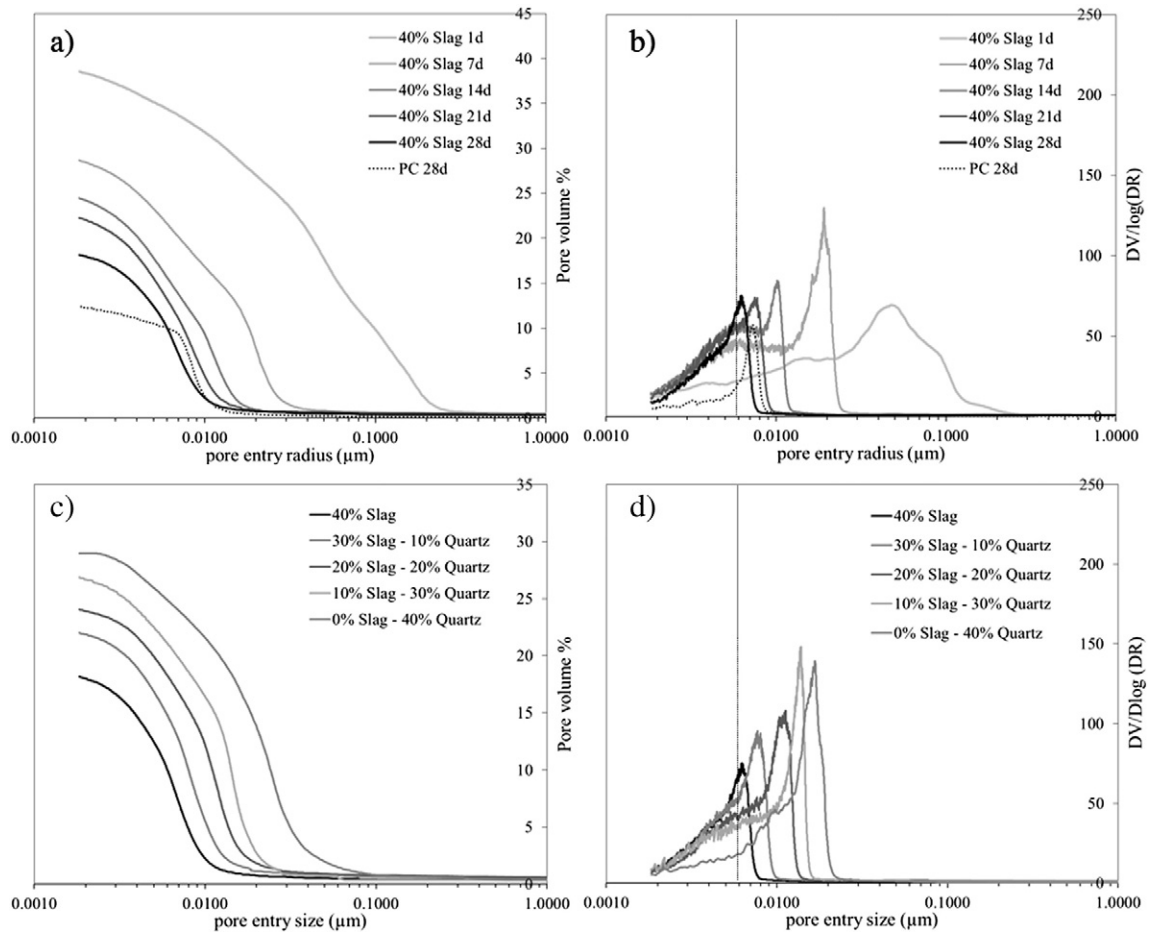 a)
40% Slag 1d
40% Slag 7d
40% Slag 14d
40% Slag 21d
40% Slag 28d
PC 28d
45
40
35
30
25
20
15
10
5
0
Pore volume %
0.0010
0.0100
0.1000
1.0000
pore entry radius (µm)
b)
40% Slag 1d
40% Slag 7d
40% Slag 14d
40% Slag 21d
40% Slag 28d
PC 28d
250
200
150
100
50
0
DV/log(DR)
0.0010
0.0100
0.1000
1.0000
pore entry radius (µm)
c)
40% Slag
30% Slag - 10% Quartz
20% Slag - 20% Quartz
10% Slag - 30% Quartz
0% Slag - 40% Quartz
35
30
25
20
15
10
5
0
Pore volume %
0.0010
0.0100
0.1000
1.0000
pore entry size (µm)
d)
40% Slag
30% Slag - 10% Quartz
20% Slag - 20% Quartz
10% Slag - 30% Quartz
0% Slag - 40% Quartz
250
200
150
100
50
0
DV/Dlog (DR)
0.0010
0.0100
0.1000
1.0000
pore entry size (µm)